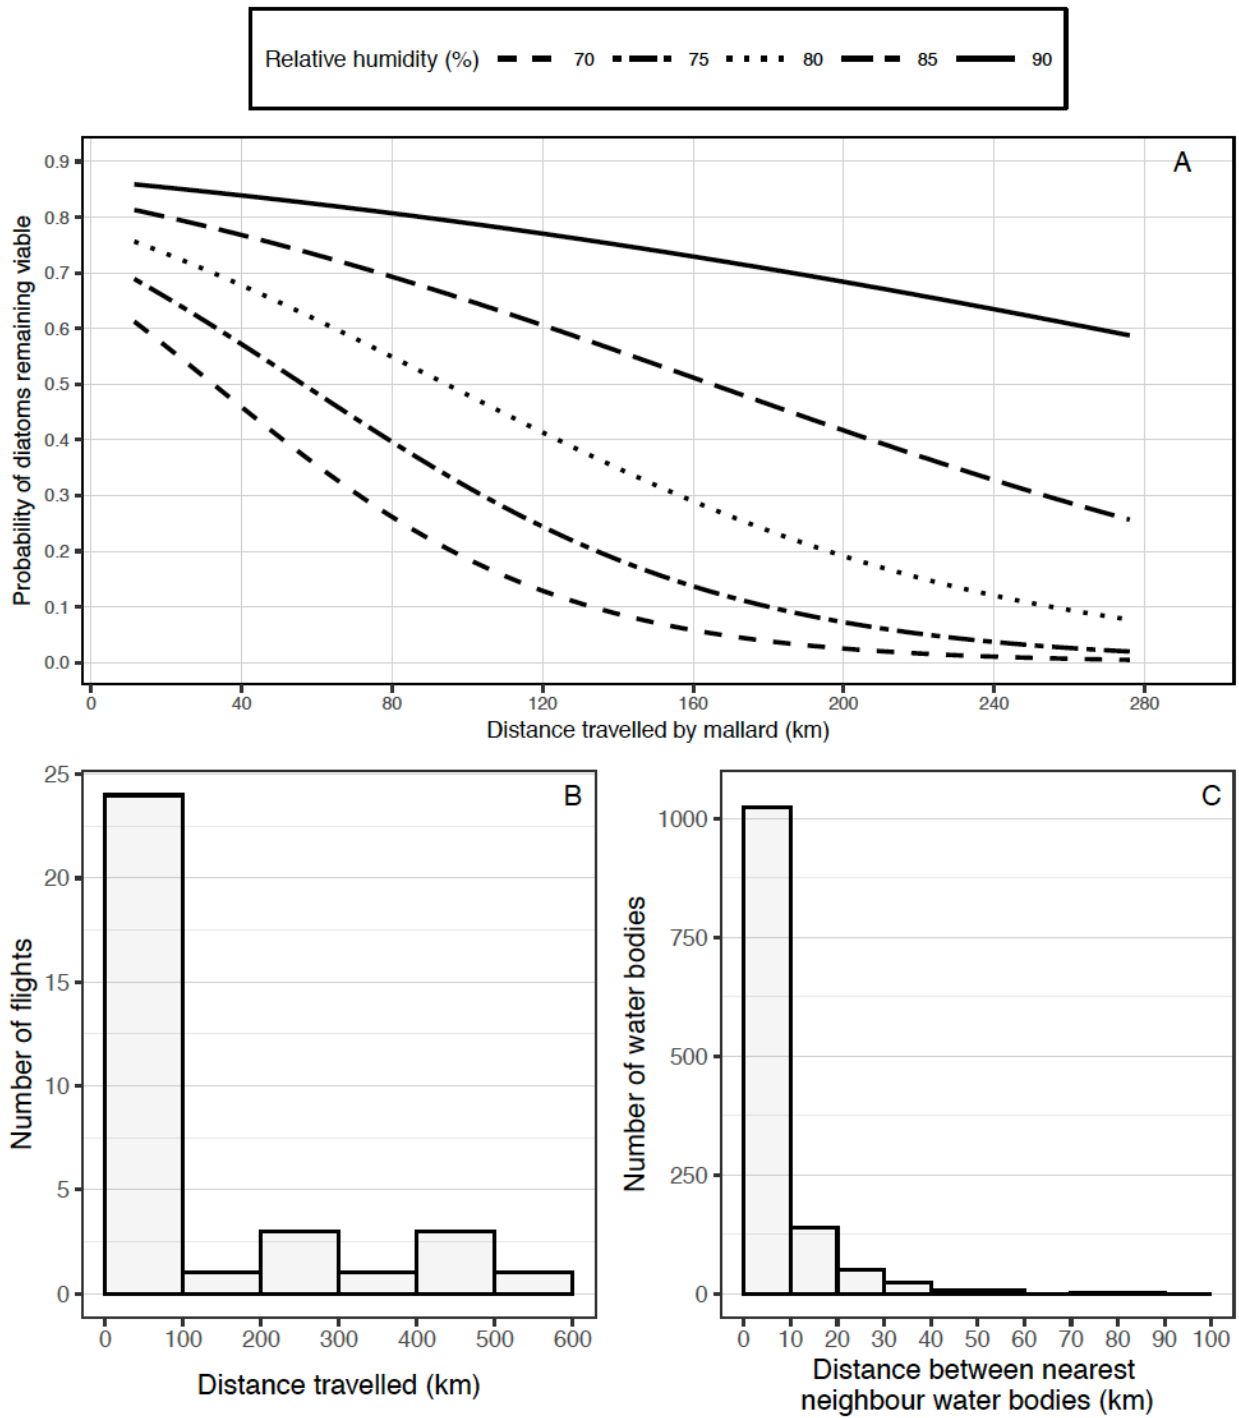 Relative humidity (%) 70 75 80 85 90
A
0.9
0.8
0.7
0.6
0.5
0.4
0.3
0.2
0.1
0.0
Probability of diatoms remaining viable
0 40 80 120 160 200 240 280
Distance travelled by mallard (km)
B
25
20
15
10
5
0
Number of flights
0 100 200 300 400 500 600
Distance travelled (km)
C
1000
750
500
250
0
Number of water bodies
0 10 20 30 40 50 60 70 80 90 100
Distance between nearest
neighbour water bodies (km)